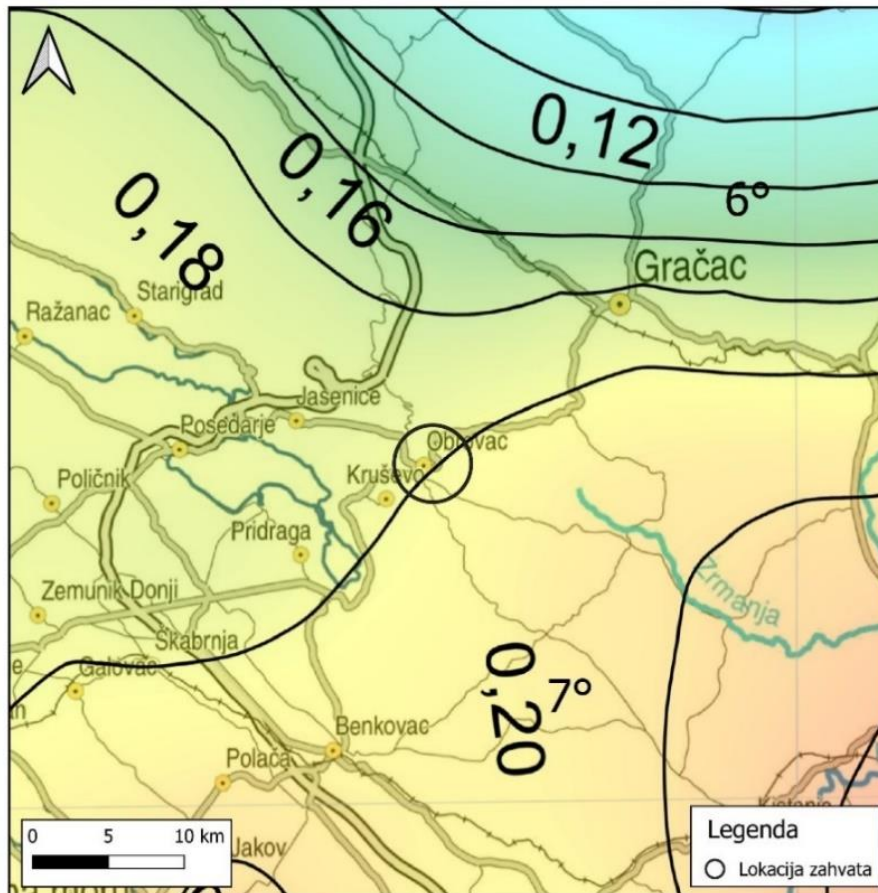 0,12
0,16
6°
0,18
Gračac
Starigrad
Ražanac
Jasenice
Posedarje
Obrovac
Poličnik
Kruševo
Pridraga
Zrmanja
Zemunik Donji
Škabrnja
Galovac
0,20
7°
Benkovac
Polača
Kistanje
0 5 10 km
Jakov
Legenda
Lokacija zahvata